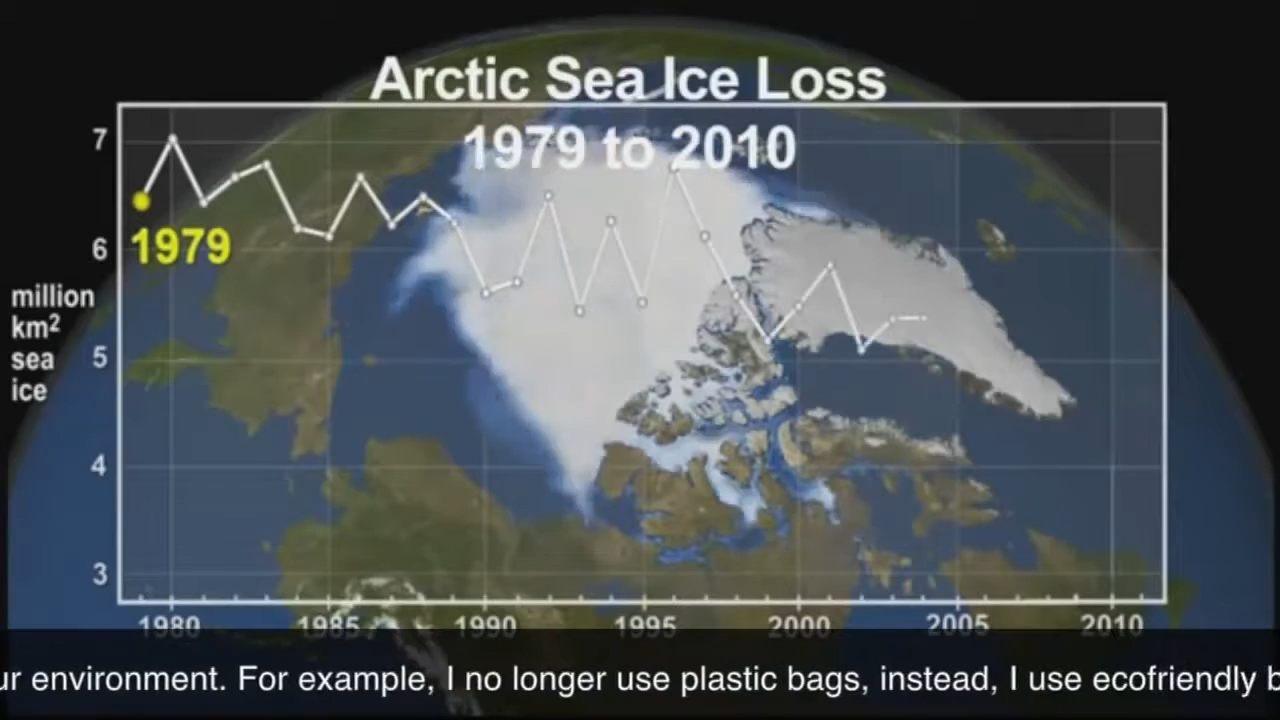 Arctic Sea Ice Loss
1979 to 2010
7
1979
6
million
km²
sea
ice
5
4
3
1980 1985 1990 1995 2000 2005 2010
environment. For example, I no longer use plastic bags, instead, I use ecofriendly